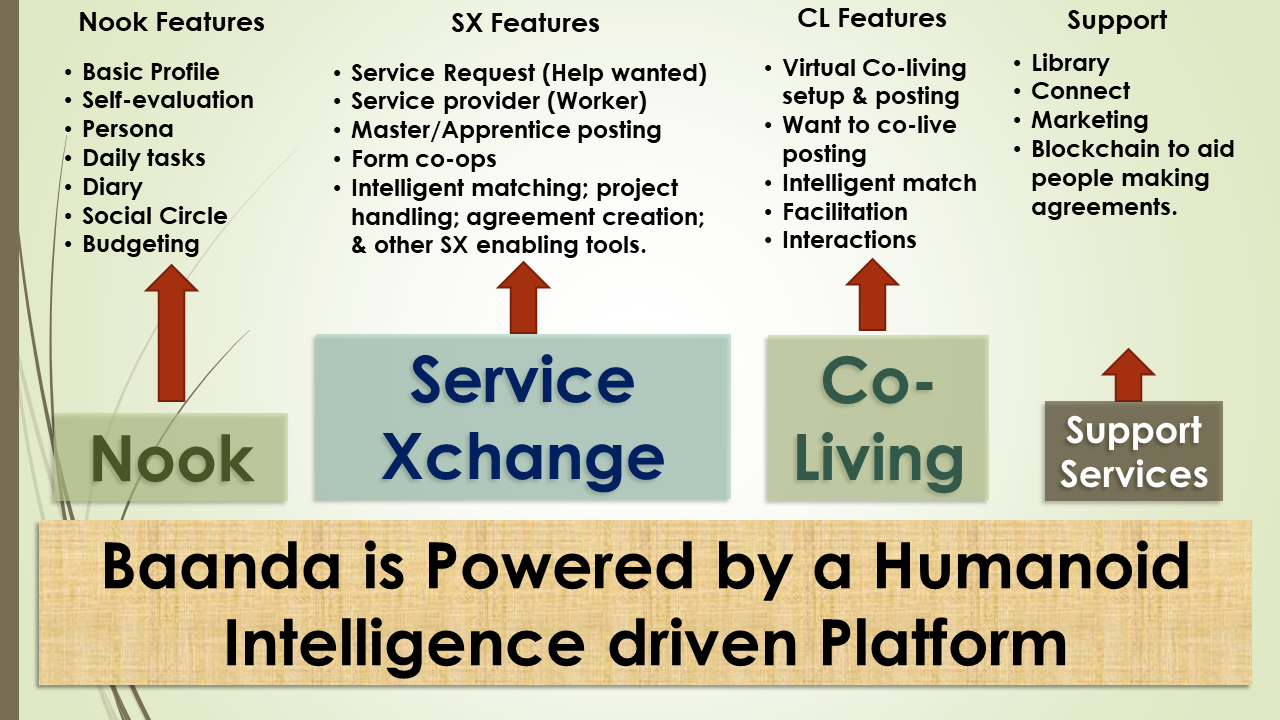 Nook Features
• Basic Profile
• Self-evaluation
• Persona
• Daily tasks
• Diary
• Social Circle
• Budgeting
SX Features
• Service Request (Help wanted)
• Service provider (Worker)
• Master/Apprentice posting
• Form co-ops
• Intelligent matching; project
handling; agreement creation;
& other SX enabling tools.
CL Features
• Virtual Co-living
setup & posting
• Want to co-live
posting
• Intelligent match
• Facilitation
• Interactions
Support
• Library
• Connect
• Marketing
• Blockchain to aid
people making
agreements.
Nook
Service
Xchange
Co-
Living
Support
Services
Baanda is Powered by a Humanoid
Intelligence driven Platform